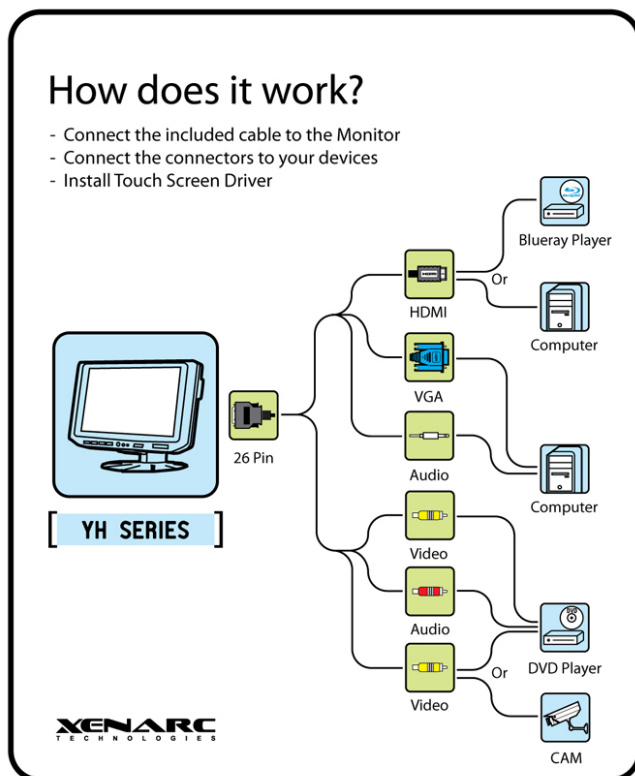 How does it work?
- Connect the included cable to the Monitor
- Connect the connectors to your devices
- Install Touch Screen Driver
Blueray Player
Or
HDMI
Computer
VGA
26 Pin
Audio
Computer
YH SERIES
Video
Audio
Or
DVD Player
Video
CAM
XENARC
TECHNOLOGIES